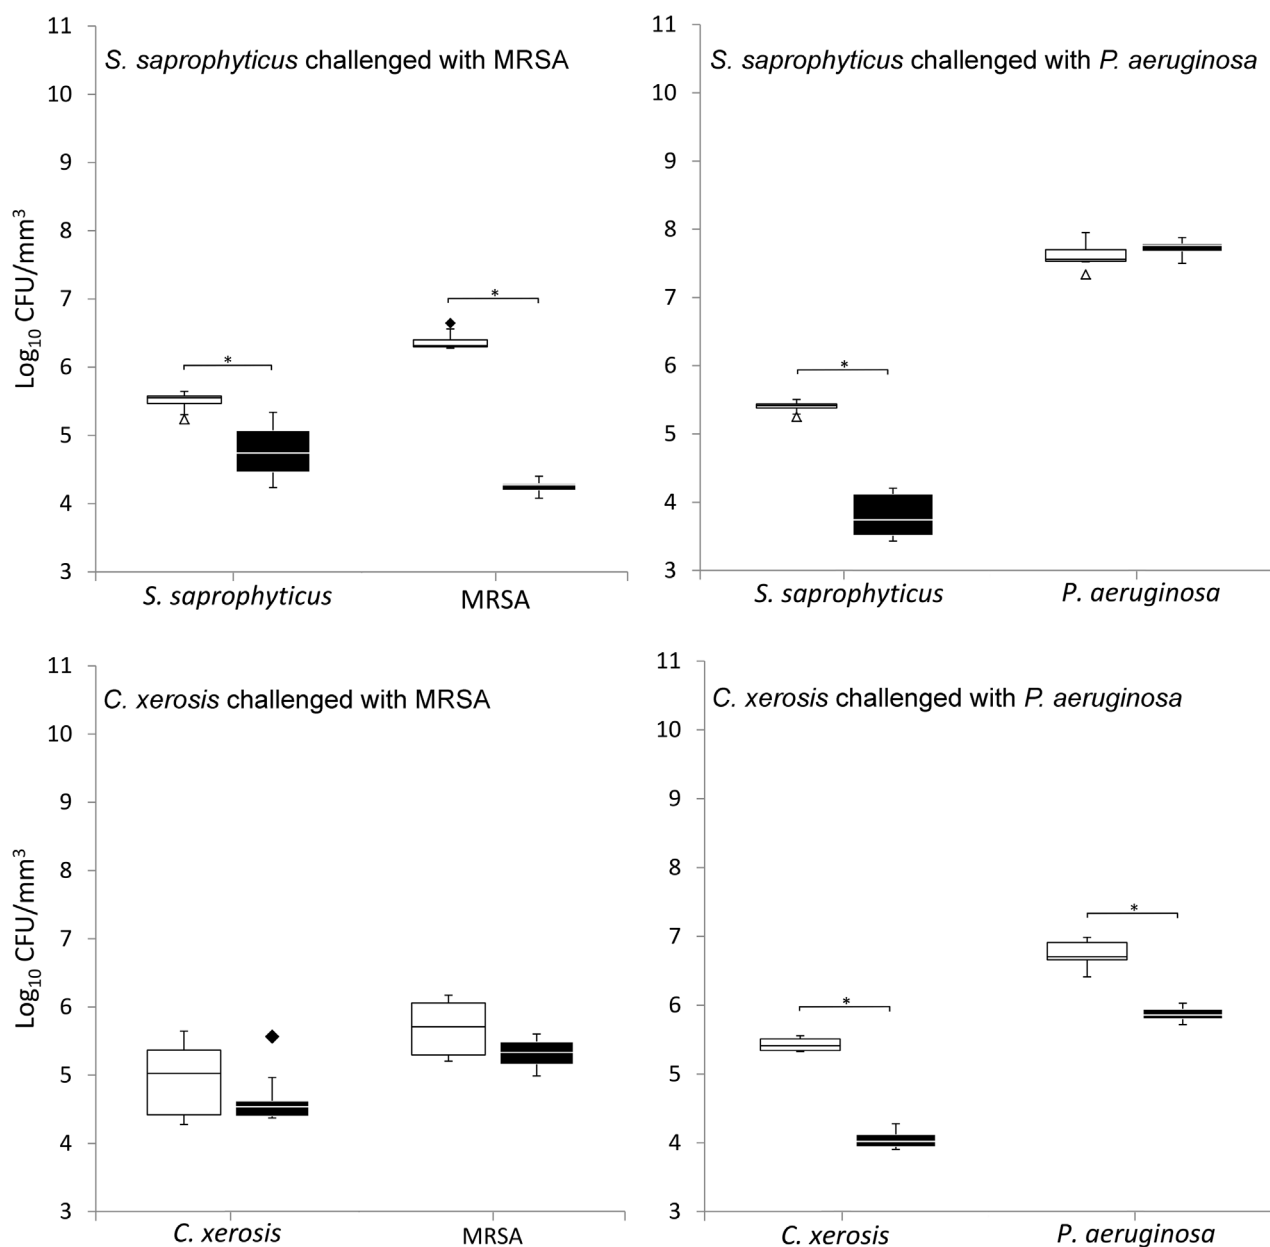 S. saprophyticus challenged with MRSA
Log10 CFU/mm3
11
10
9
8
7
6
5
4
3
*
*
S. saprophyticus
MRSA
S. saprophyticus challenged with P. aeruginosa
11
10
9
8
7
6
5
4
3
*
S. saprophyticus
P. aeruginosa
C. xerosis challenged with MRSA
Log10 CFU/mm3
11
10
9
8
7
6
5
4
3
C. xerosis
MRSA
C. xerosis challenged with P. aeruginosa
11
10
9
8
7
6
5
4
3
*
*
C. xerosis
P. aeruginosa